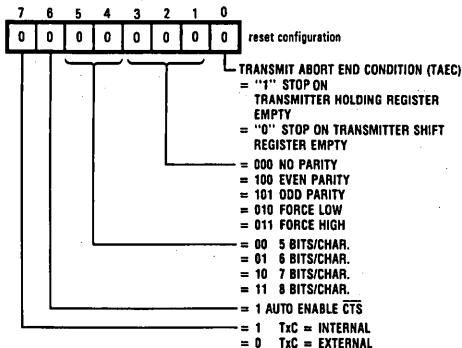 7 6 5 4 3 2 1 0
0 0 0 0 0 0 0 0 reset configuration
TRANSMIT ABORT END CONDITION (TAEC)
= "1" STOP ON
TRANSMITTER HOLDING REGISTER
EMPTY
= "0" STOP ON TRANSMITTER SHIFT
REGISTER EMPTY
= 000 NO PARITY
= 100 EVEN PARITY
= 101 ODD PARITY
= 010 FORCE LOW
= 011 FORCE HIGH
= 00 5 BITS/CHAR.
= 01 6 BITS/CHAR.
= 10 7 BITS/CHAR.
= 11 8 BITS/CHAR.
= 1 AUTO ENABLE C̅T̅S̅
= 1 TxC = INTERNAL
= 0 TxC = EXTERNAL